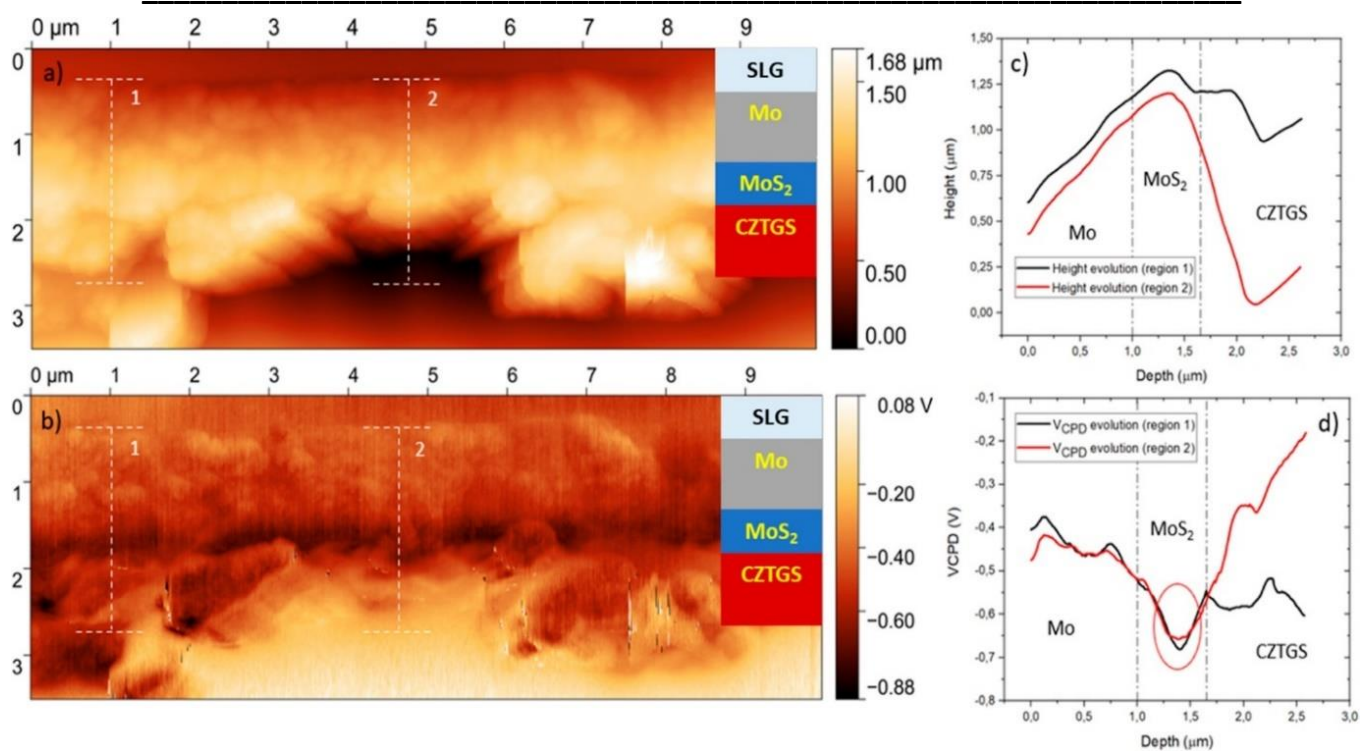 0 µm 1 2 3 4 5 6 7 8 9
a)
0
1
2
3
1
2
SLG
Mo
MoS₂
CZTGS
1.68 µm
1.50
1.00
0.50
0.00
c)
1,50
1,25
1,00
0,75
0,50
0,25
0,00
Height (µm)
Mo
MoS₂
CZTGS
Height evolution (region 1)
Height evolution (region 2)
0,0 0,5 1,0 1,5 2,0 2,5 3,0
Depth (µm)
0 µm 1 2 3 4 5 6 7 8 9
b)
0
1
2
3
1
2
SLG
Mo
MoS₂
CZTGS
0.08 V
−0.20
−0.40
−0.60
−0.88
d)
-0,1
-0,2
-0,3
-0,4
-0,5
-0,6
-0,7
-0,8
VCPD (V)
V_CPD evolution (region 1)
V_CPD evolution (region 2)
Mo
MoS₂
CZTGS
0,0 0,5 1,0 1,5 2,0 2,5 3,0
Depth (µm)